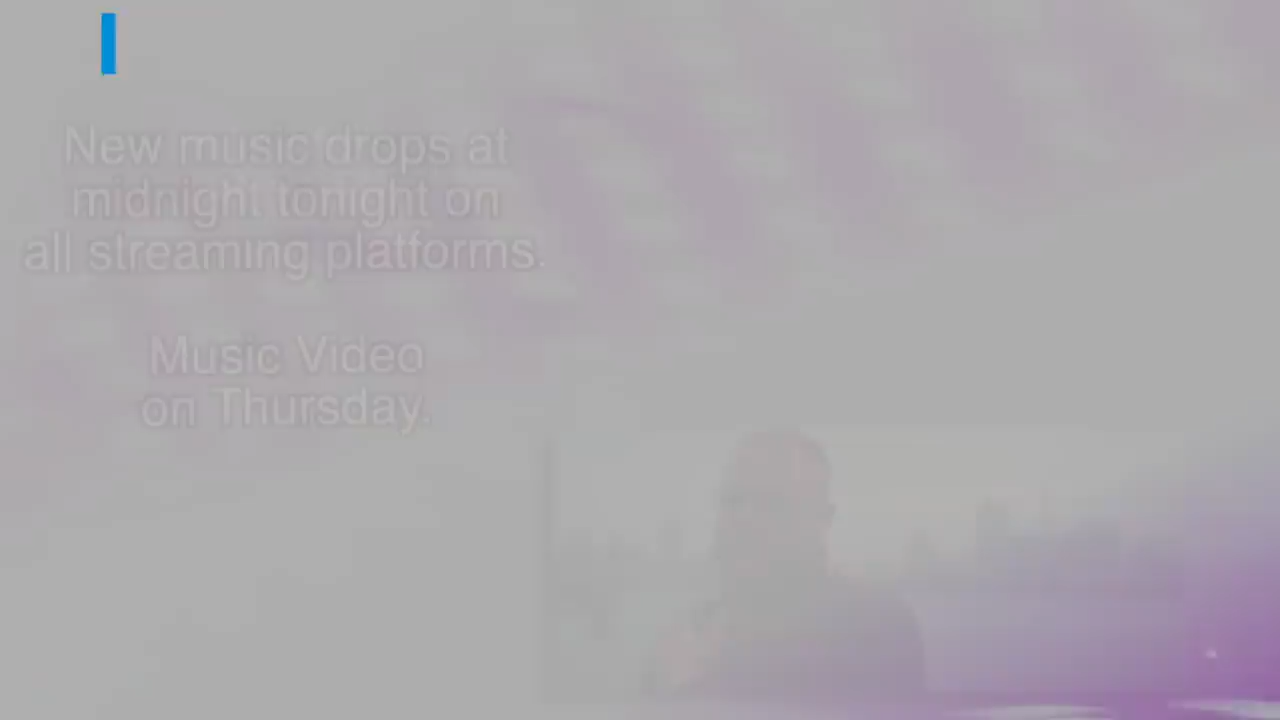 New music drops at
midnight tonight on
all streaming platforms.
Music Video
on Thursday.